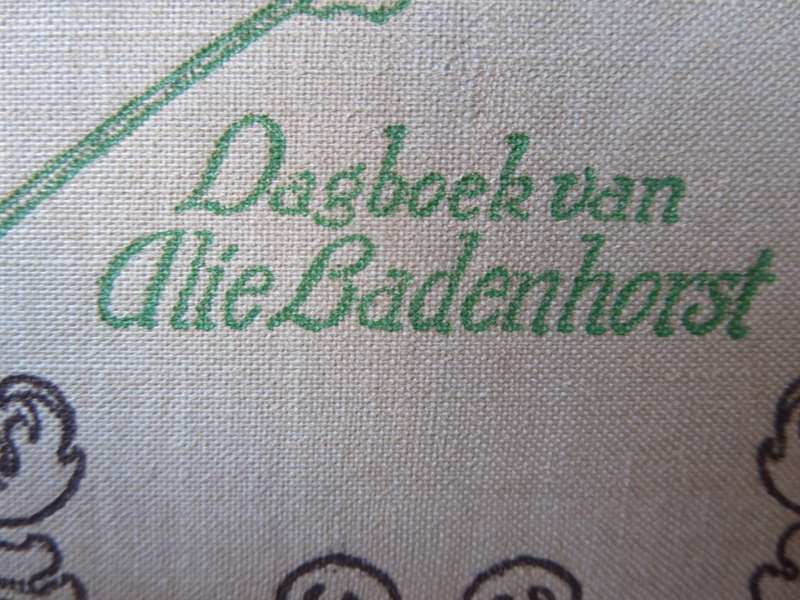 Dagboek van
Alie Badenhorst